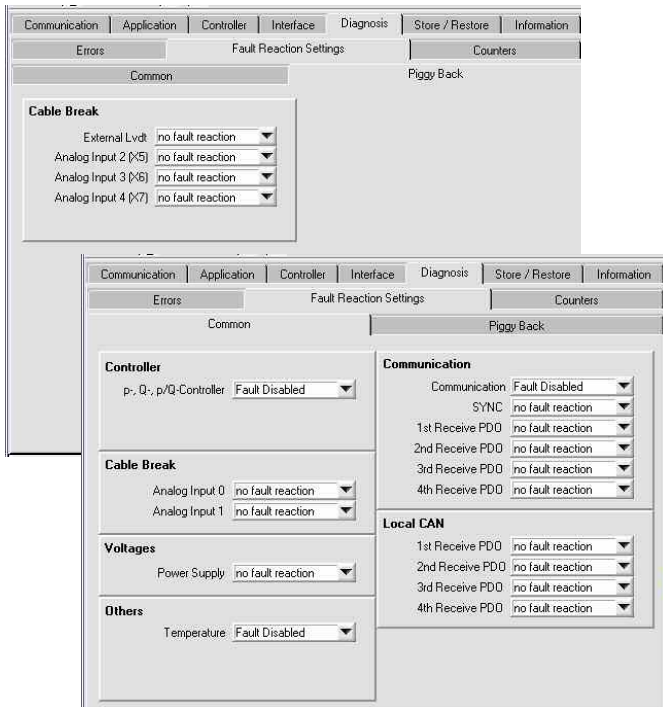 Communication Application Controller Interface Diagnosis Store / Restore Information
Errors Fault Reaction Settings Counters
Common Piggy Back
Cable Break
External Lvdt no fault reaction
Analog Input 2 (X5) no fault reaction
Analog Input 3 (X6) no fault reaction
Analog Input 4 (X7) no fault reaction
Communication Application Controller Interface Diagnosis Store / Restore Information
Errors Fault Reaction Settings Counters
Common Piggy Back
Controller
p-, Q-, p/Q-Controller Fault Disabled
Cable Break
Analog Input 0 no fault reaction
Analog Input 1 no fault reaction
Voltages
Power Supply no fault reaction
Others
Temperature Fault Disabled
Communication
Communication Fault Disabled
SYNC no fault reaction
1st Receive PDO no fault reaction
2nd Receive PDO no fault reaction
3rd Receive PDO no fault reaction
4th Receive PDO no fault reaction
Local CAN
1st Receive PDO no fault reaction
2nd Receive PDO no fault reaction
3rd Receive PDO no fault reaction
4th Receive PDO no fault reaction